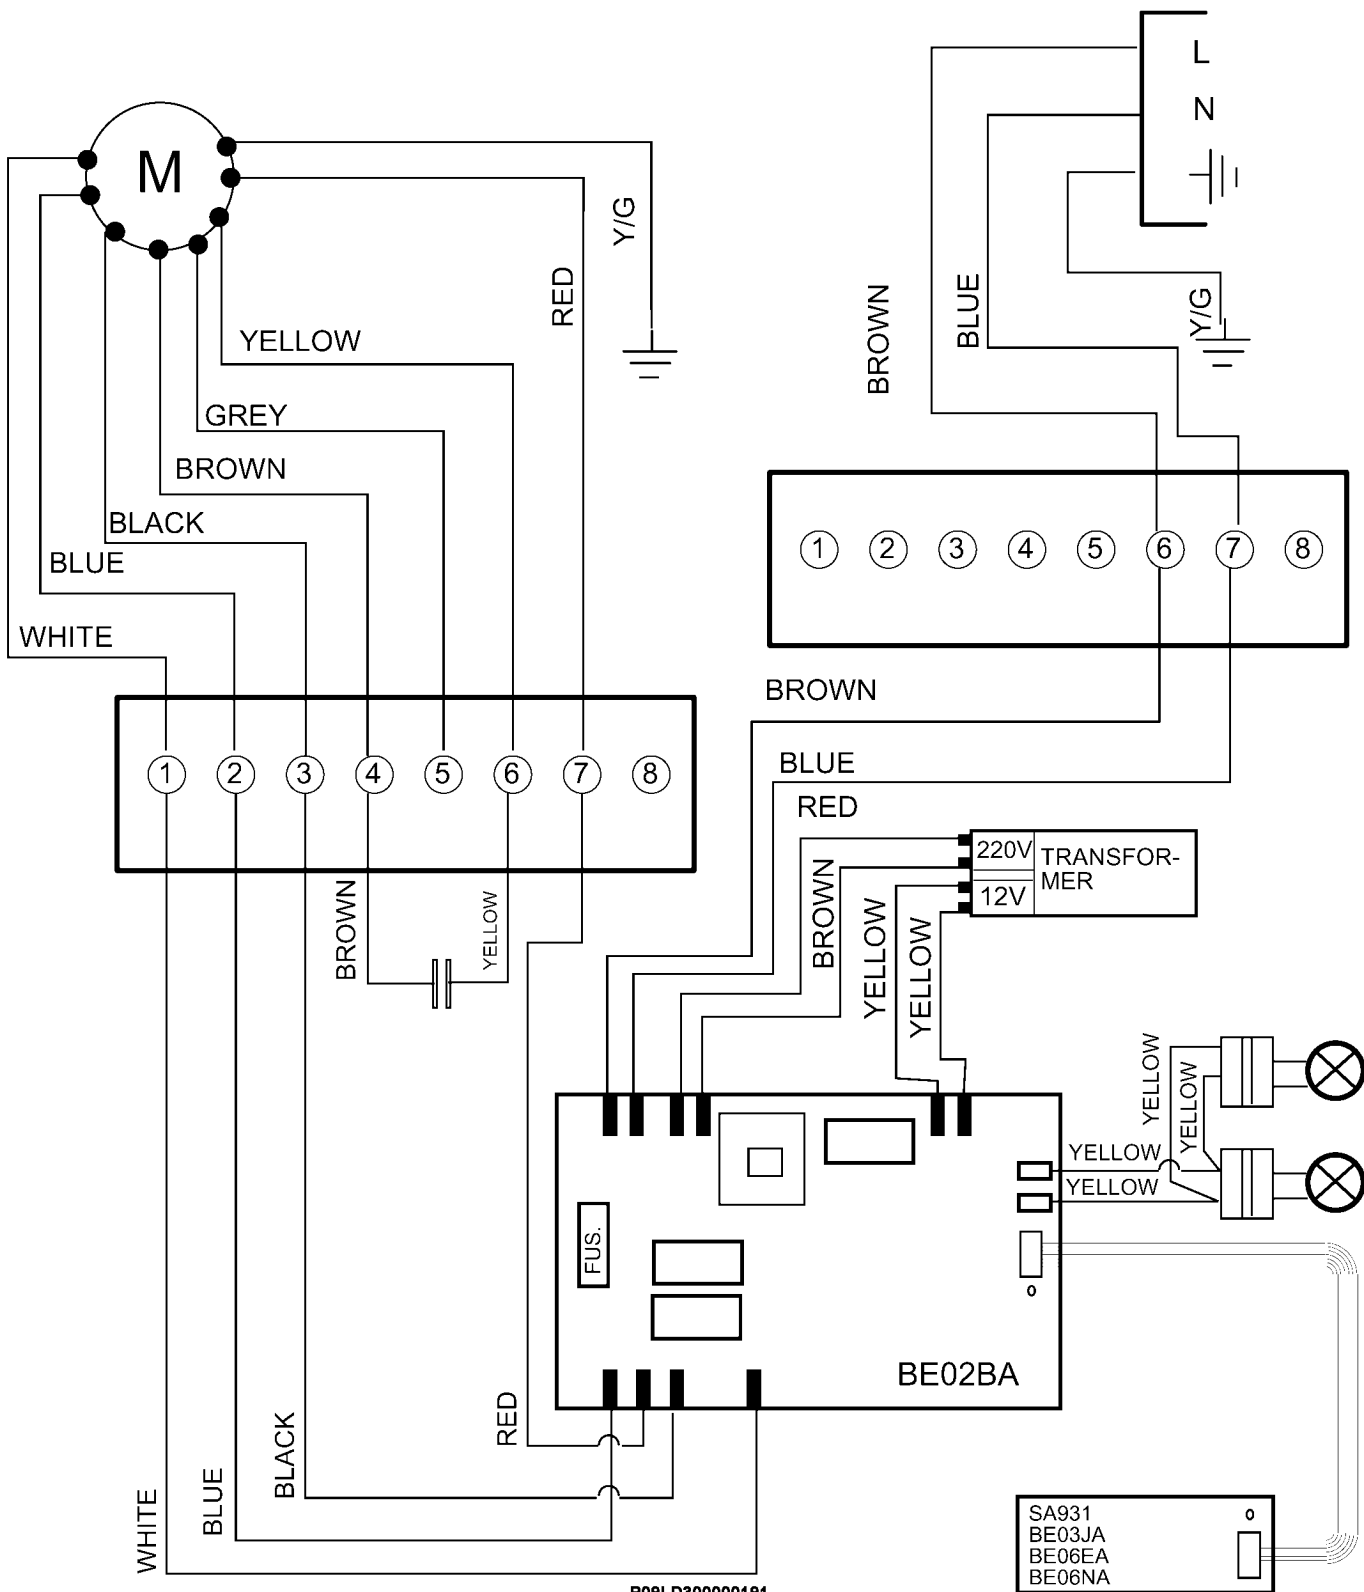 L
N
M
Y/G
RED
BROWN
BLUE
Y/G
YELLOW
GREY
BROWN
BLACK
BLUE
WHITE
1 2 3 4 5 6 7 8
BROWN
1 2 3 4 5 6 7 8
BLUE
RED
220V
12V
TRANSFOR-
MER
BROWN
YELLOW
BROWN
YELLOW
YELLOW
YELLOW
YELLOW
YELLOW
YELLOW
FUS.
BE02BA
RED
BLACK
BLUE
WHITE
SA931
BE03JA
BE06EA
BE06NA
B09LD300000191